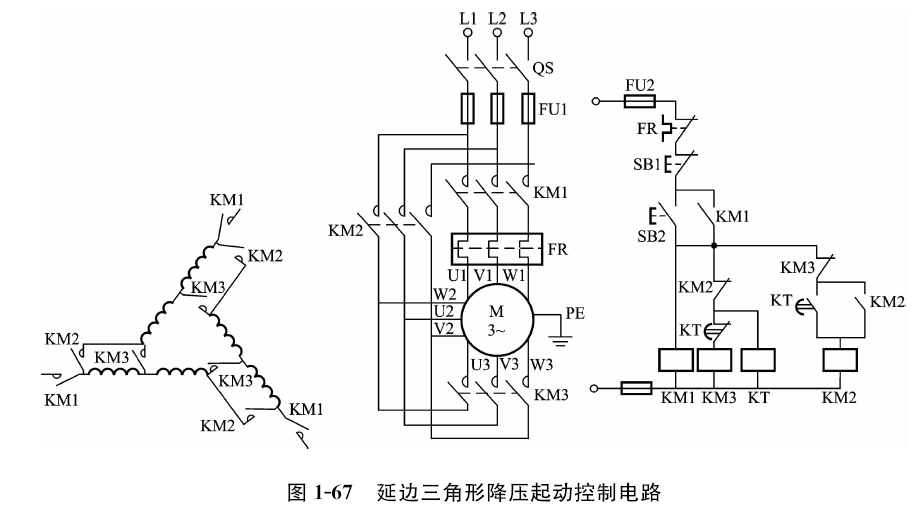 L1 L2 L3
QS
FU2
FU1
FR
SB1
KM1
KM1
KM2
SB2
KM1
KM2
FR
KM3
U1 V1 W1
KM2
KM3
W2
M
3~
PE
KT
KM2
U2
KT
V2
KM2
KM3
U3 V3 W3
KM3
KM1
KM3
KM1
KM2
KM1 KM3 KT KM2
图 1-67 延边三角形降压起动控制电路